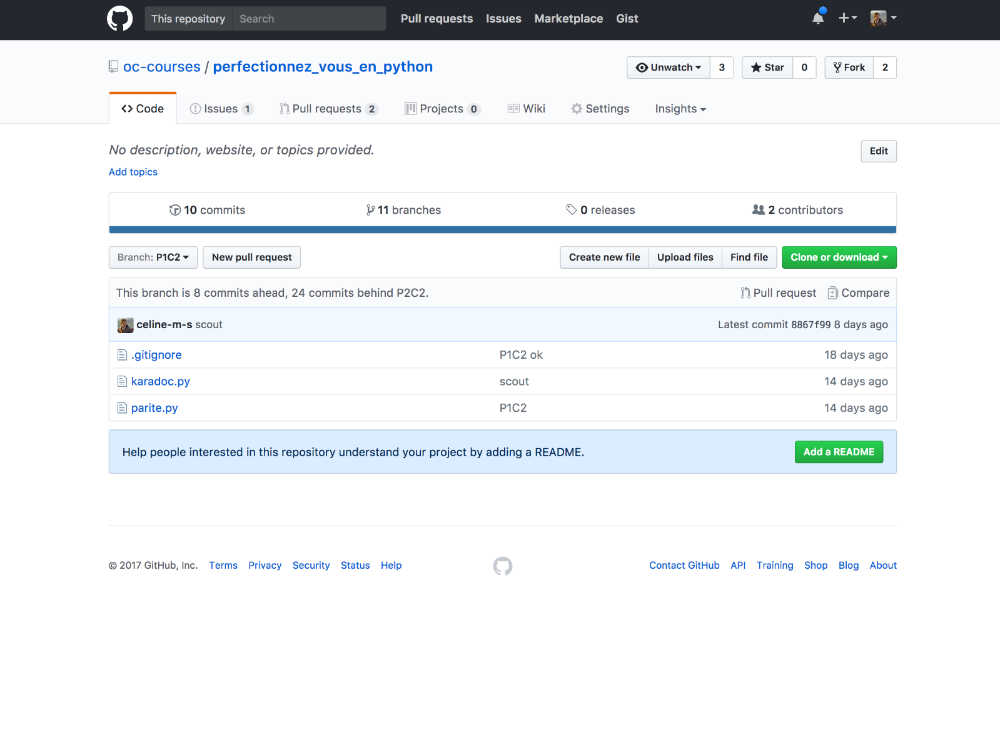 This repository Search Pull requests Issues Marketplace Gist
oc-courses / perfectionnez_vous_en_python Unwatch 3 Star 0 Fork 2
Code Issues 1 Pull requests 2 Projects 0 Wiki Settings Insights
No description, website, or topics provided. Edit
Add topics
10 commits 11 branches 0 releases 2 contributors
Branch: P1C2 New pull request Create new file Upload files Find file Clone or download
This branch is 8 commits ahead, 24 commits behind P2C2. Pull request Compare
celine-m-s scout Latest commit 8867f99 8 days ago
.gitignore P1C2 ok 18 days ago
karadoc.py scout 14 days ago
parite.py P1C2 14 days ago
Help people interested in this repository understand your project by adding a README. Add a README
© 2017 GitHub, Inc. Terms Privacy Security Status Help Contact GitHub API Training Shop Blog About